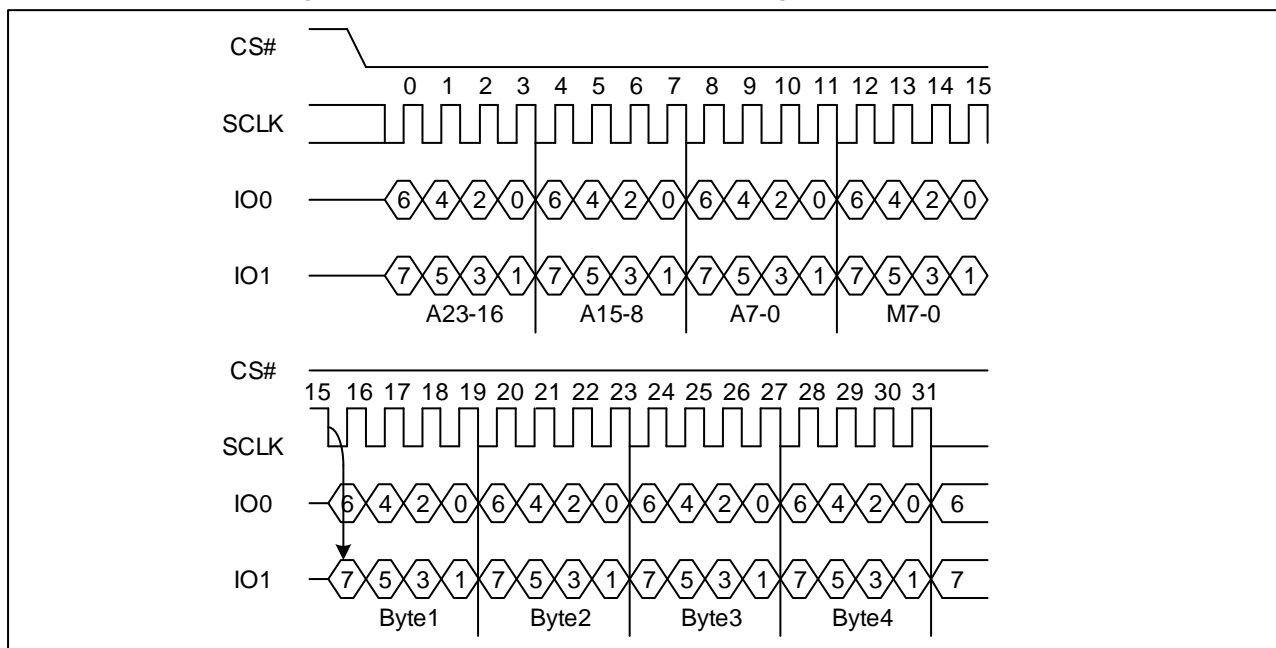 CS#
0 1 2 3 4 5 6 7 8 9 10 11 12 13 14 15
SCLK
IO0 6 4 2 0 6 4 2 0 6 4 2 0 6 4 2 0
IO1 7 5 3 1 7 5 3 1 7 5 3 1 7 5 3 1
A23-16 A15-8 A7-0 M7-0
CS#
15 16 17 18 19 20 21 22 23 24 25 26 27 28 29 30 31
SCLK
IO0 6 4 2 0 6 4 2 0 6 4 2 0 6 4 2 0 6
IO1 7 5 3 1 7 5 3 1 7 5 3 1 7 5 3 1 7
Byte1 Byte2 Byte3 Byte4